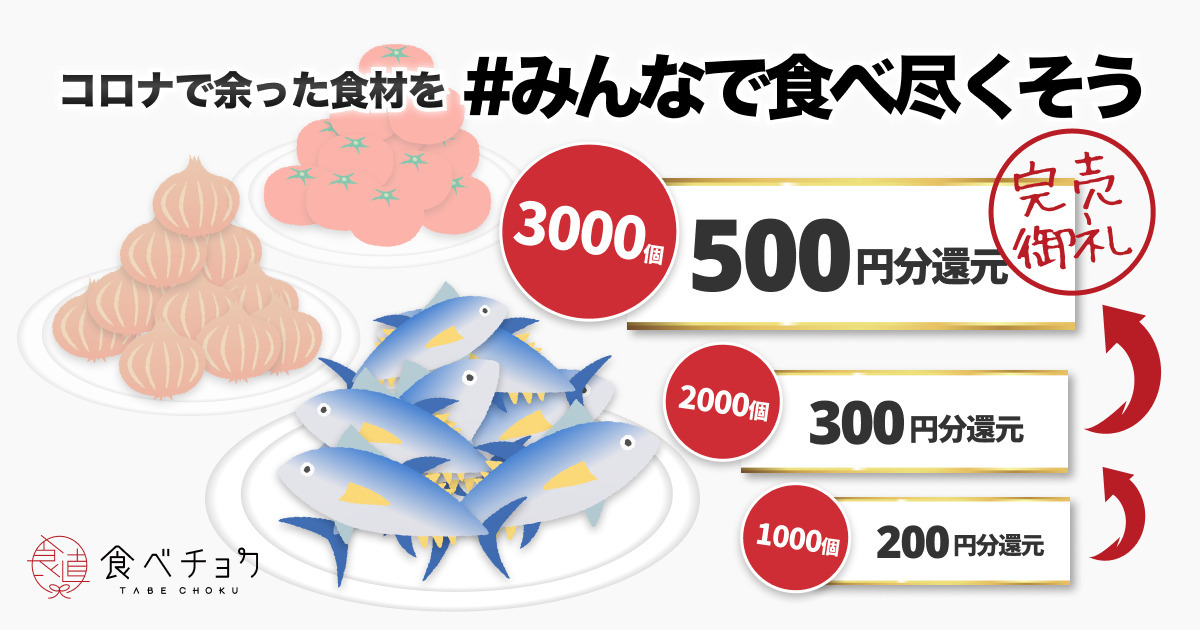 コロナで余った食材を #みんなで食べ尽くそう
3000個
500円分還元
完売
御礼
2000個
300円分還元
1000個
200円分還元
食直
食べチョク
TABE CHOKU